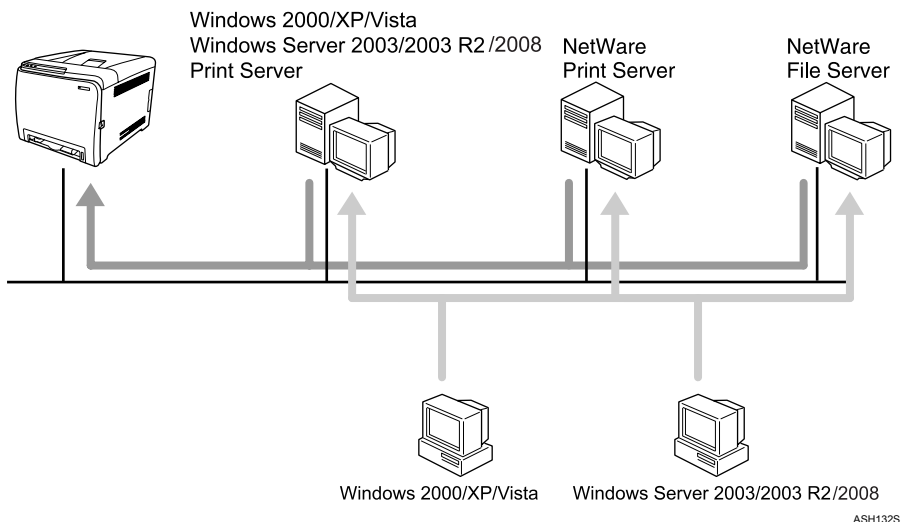 Windows 2000/XP/Vista
Windows Server 2003/2003 R2/2008
Print Server
NetWare
Print Server
NetWare
File Server
Windows 2000/XP/Vista
Windows Server 2003/2003 R2/2008
ASH132S